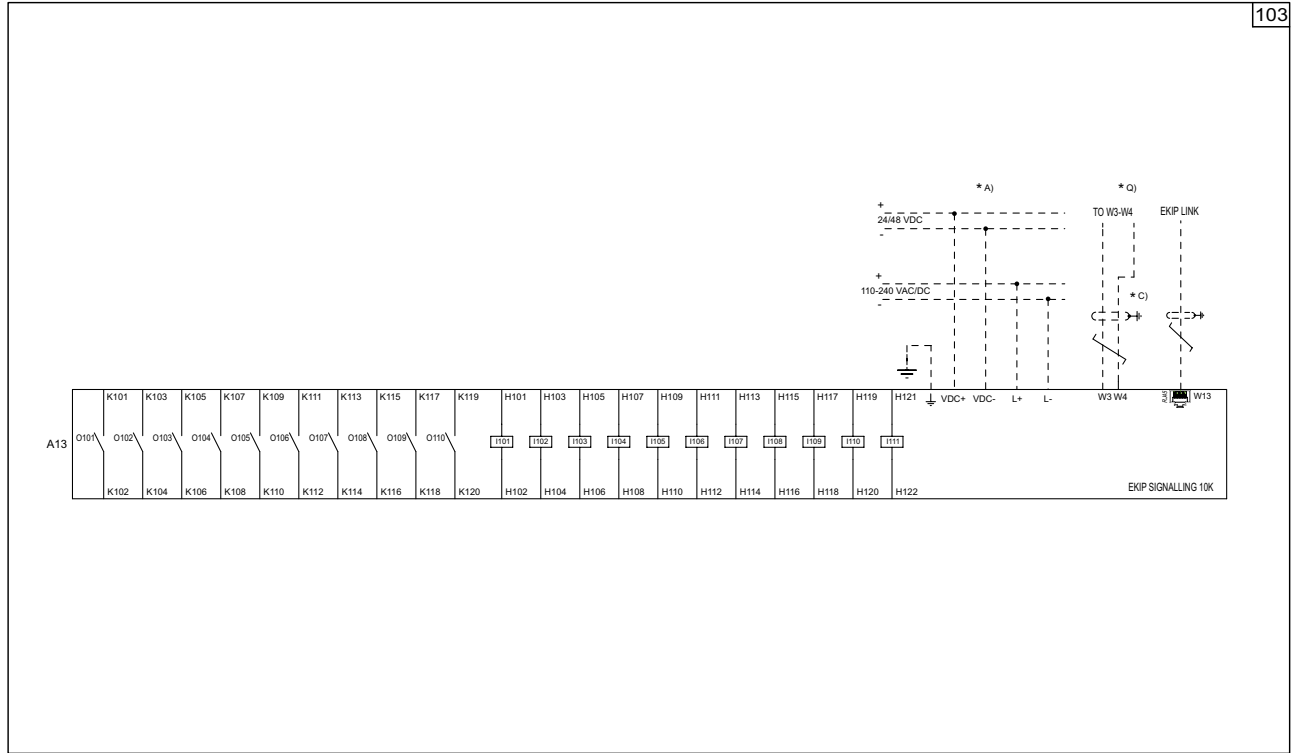 103
* A)
* Q)
+
24/48 VDC
-
TO W3-W4
EKIP LINK
+
110-240 VAC/DC
-
* C)
K101 K103 K105 K107 K109 K111 K113 K115 K117 K119 H101 H103 H105 H107 H109 H111 H113 H115 H117 H119 H121 VDC+ VDC- L+ L- W3 W4 RJ45 W13
A13 O101 O102 O103 O104 O105 O106 O107 O108 O109 O110 I101 I102 I103 I104 I105 I106 I107 I108 I109 I110 I111
K102 K104 K106 K108 K110 K112 K114 K116 K118 K120 H102 H104 H106 H108 H110 H112 H114 H116 H118 H120 H122
EKIP SIGNALLING 10K